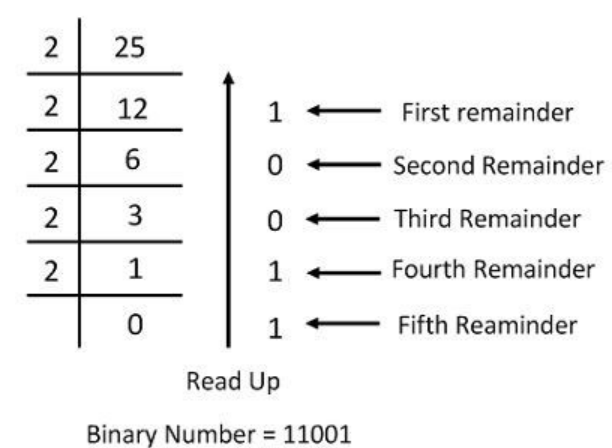 2 25
2 12 1 First remainder
2 6 0 Second Remainder
2 3 0 Third Remainder
2 1 1 Fourth Remainder
0 1 Fifth Reaminder
Read Up
Binary Number = 11001